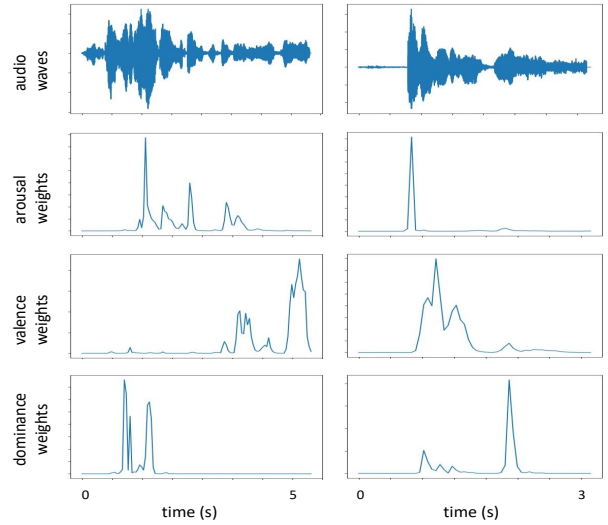 audio
waves
arousal
weights
valence
weights
dominance
weights
0 5 0 3
time (s) time (s)